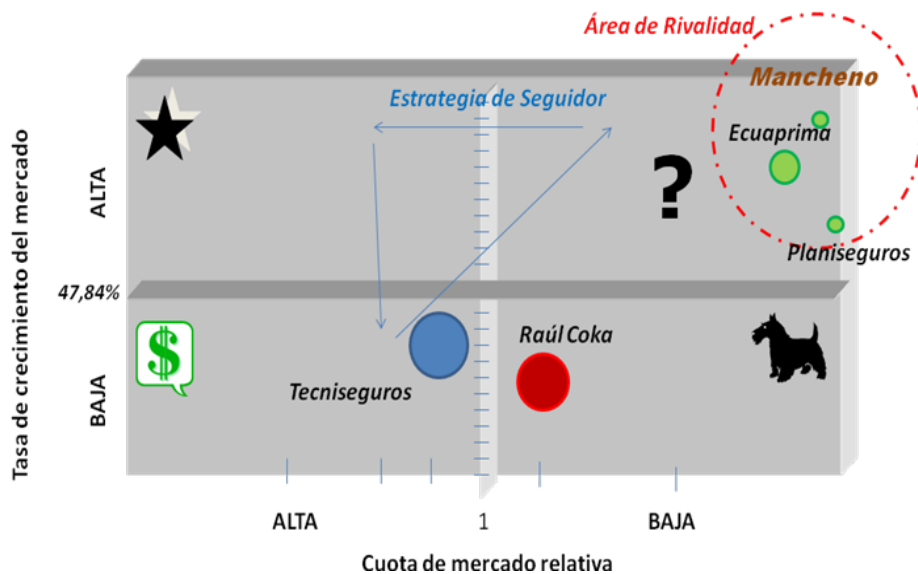 Área de Rivalidad
Mancheno
Estrategia de Seguidor
Ecuaprima
?
Planiseguros
Tasa de crecimiento del mercado
ALTA
47,84%
BAJA
$
Raúl Coka
Tecniseguros
ALTA
1
BAJA
Cuota de mercado relativa